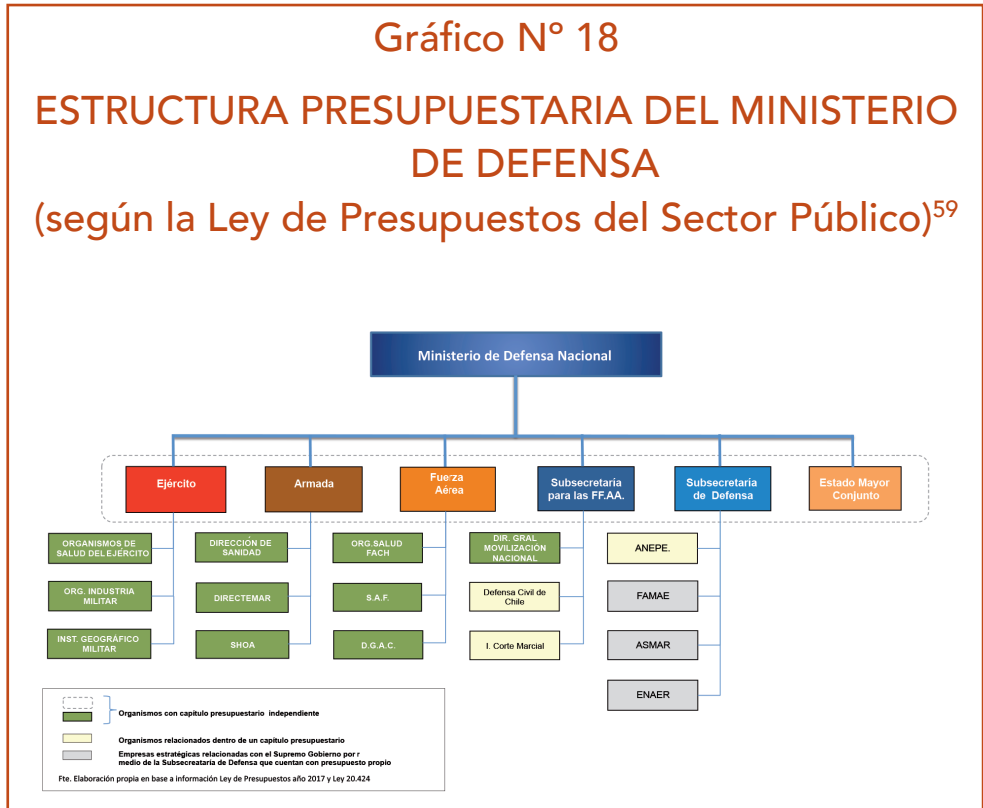 Gráfico Nº 18
ESTRUCTURA PRESUPUESTARIA DEL MINISTERIO
DE DEFENSA
(según la Ley de Presupuestos del Sector Público)59
Ministerio de Defensa Nacional
Ejército
Armada
Fuerza
Aérea
Subsecretaría
para las FF.AA.
Subsecretaria
de Defensa
Estado Mayor
Conjunto
ORGANISMOS DE
SALUD DEL EJÉRCITO
ORG. INDUSTRIA
MILITAR
INST. GEOGRÁFICO
MILITAR
DIRECCIÓN DE
SANIDAD
DIRECTEMAR
SHOA
ORG.SALUD
FACH
S.A.F.
D.G.A.C.
DIR. GRAL
MOVILIZACIÓN
NACIONAL
Defensa Civil de
Chile
I. Corte Marcial
ANEPE.
FAMAE
ASMAR
ENAER
Organismos con capítulo presupuestario independiente
Organismos relacionados dentro de un capítulo presupuestario
Empresas estratégicas relacionadas con el Supremo Gobierno por r
medio de la Subsecreataría de Defensa que cuentan con presupuesto propio
Fte. Elaboración propia en base a información Ley de Presupuestos año 2017 y Ley 20.424